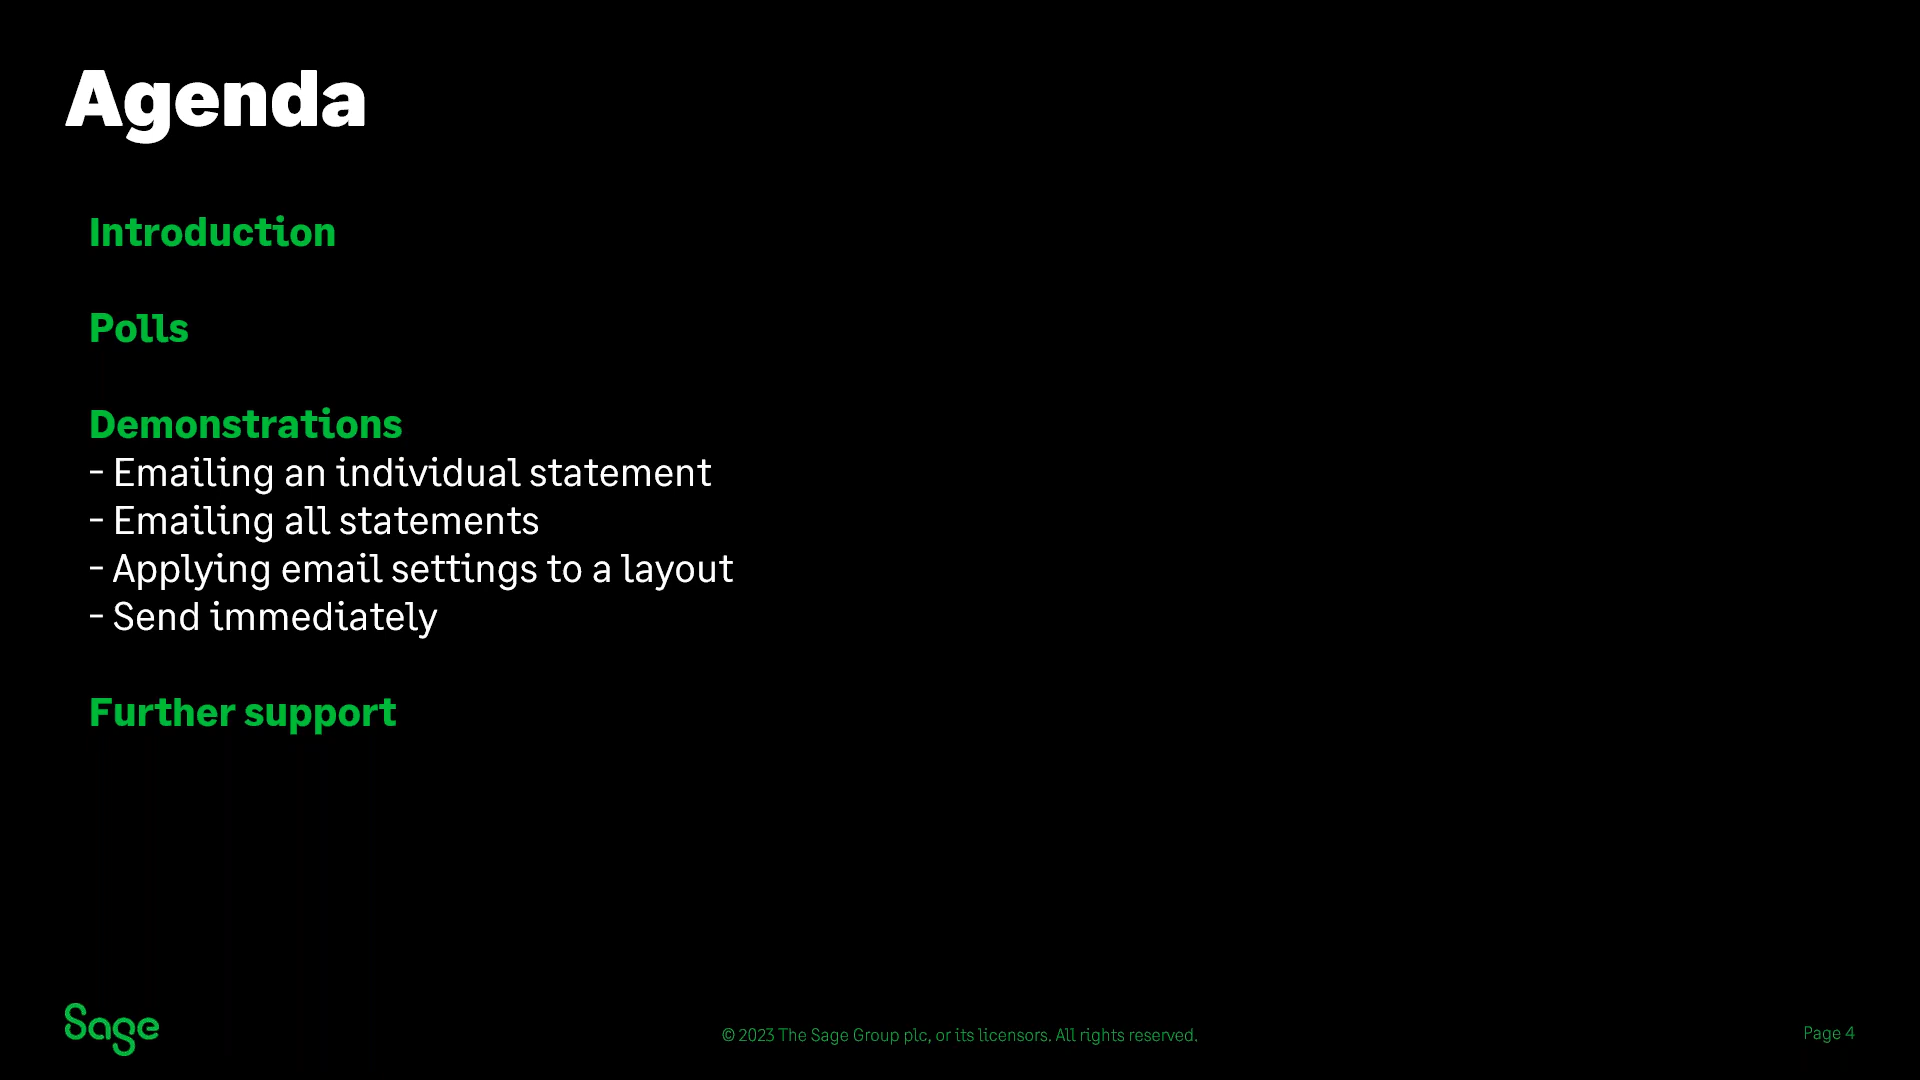 Agenda
Introduction
Polls
Demonstrations
- Emailing an individual statement
- Emailing all statements
- Applying email settings to a layout
- Send immediately
Further support
Sage
© 2023 The Sage Group plc, or its licensors. All rights reserved.
Page 4